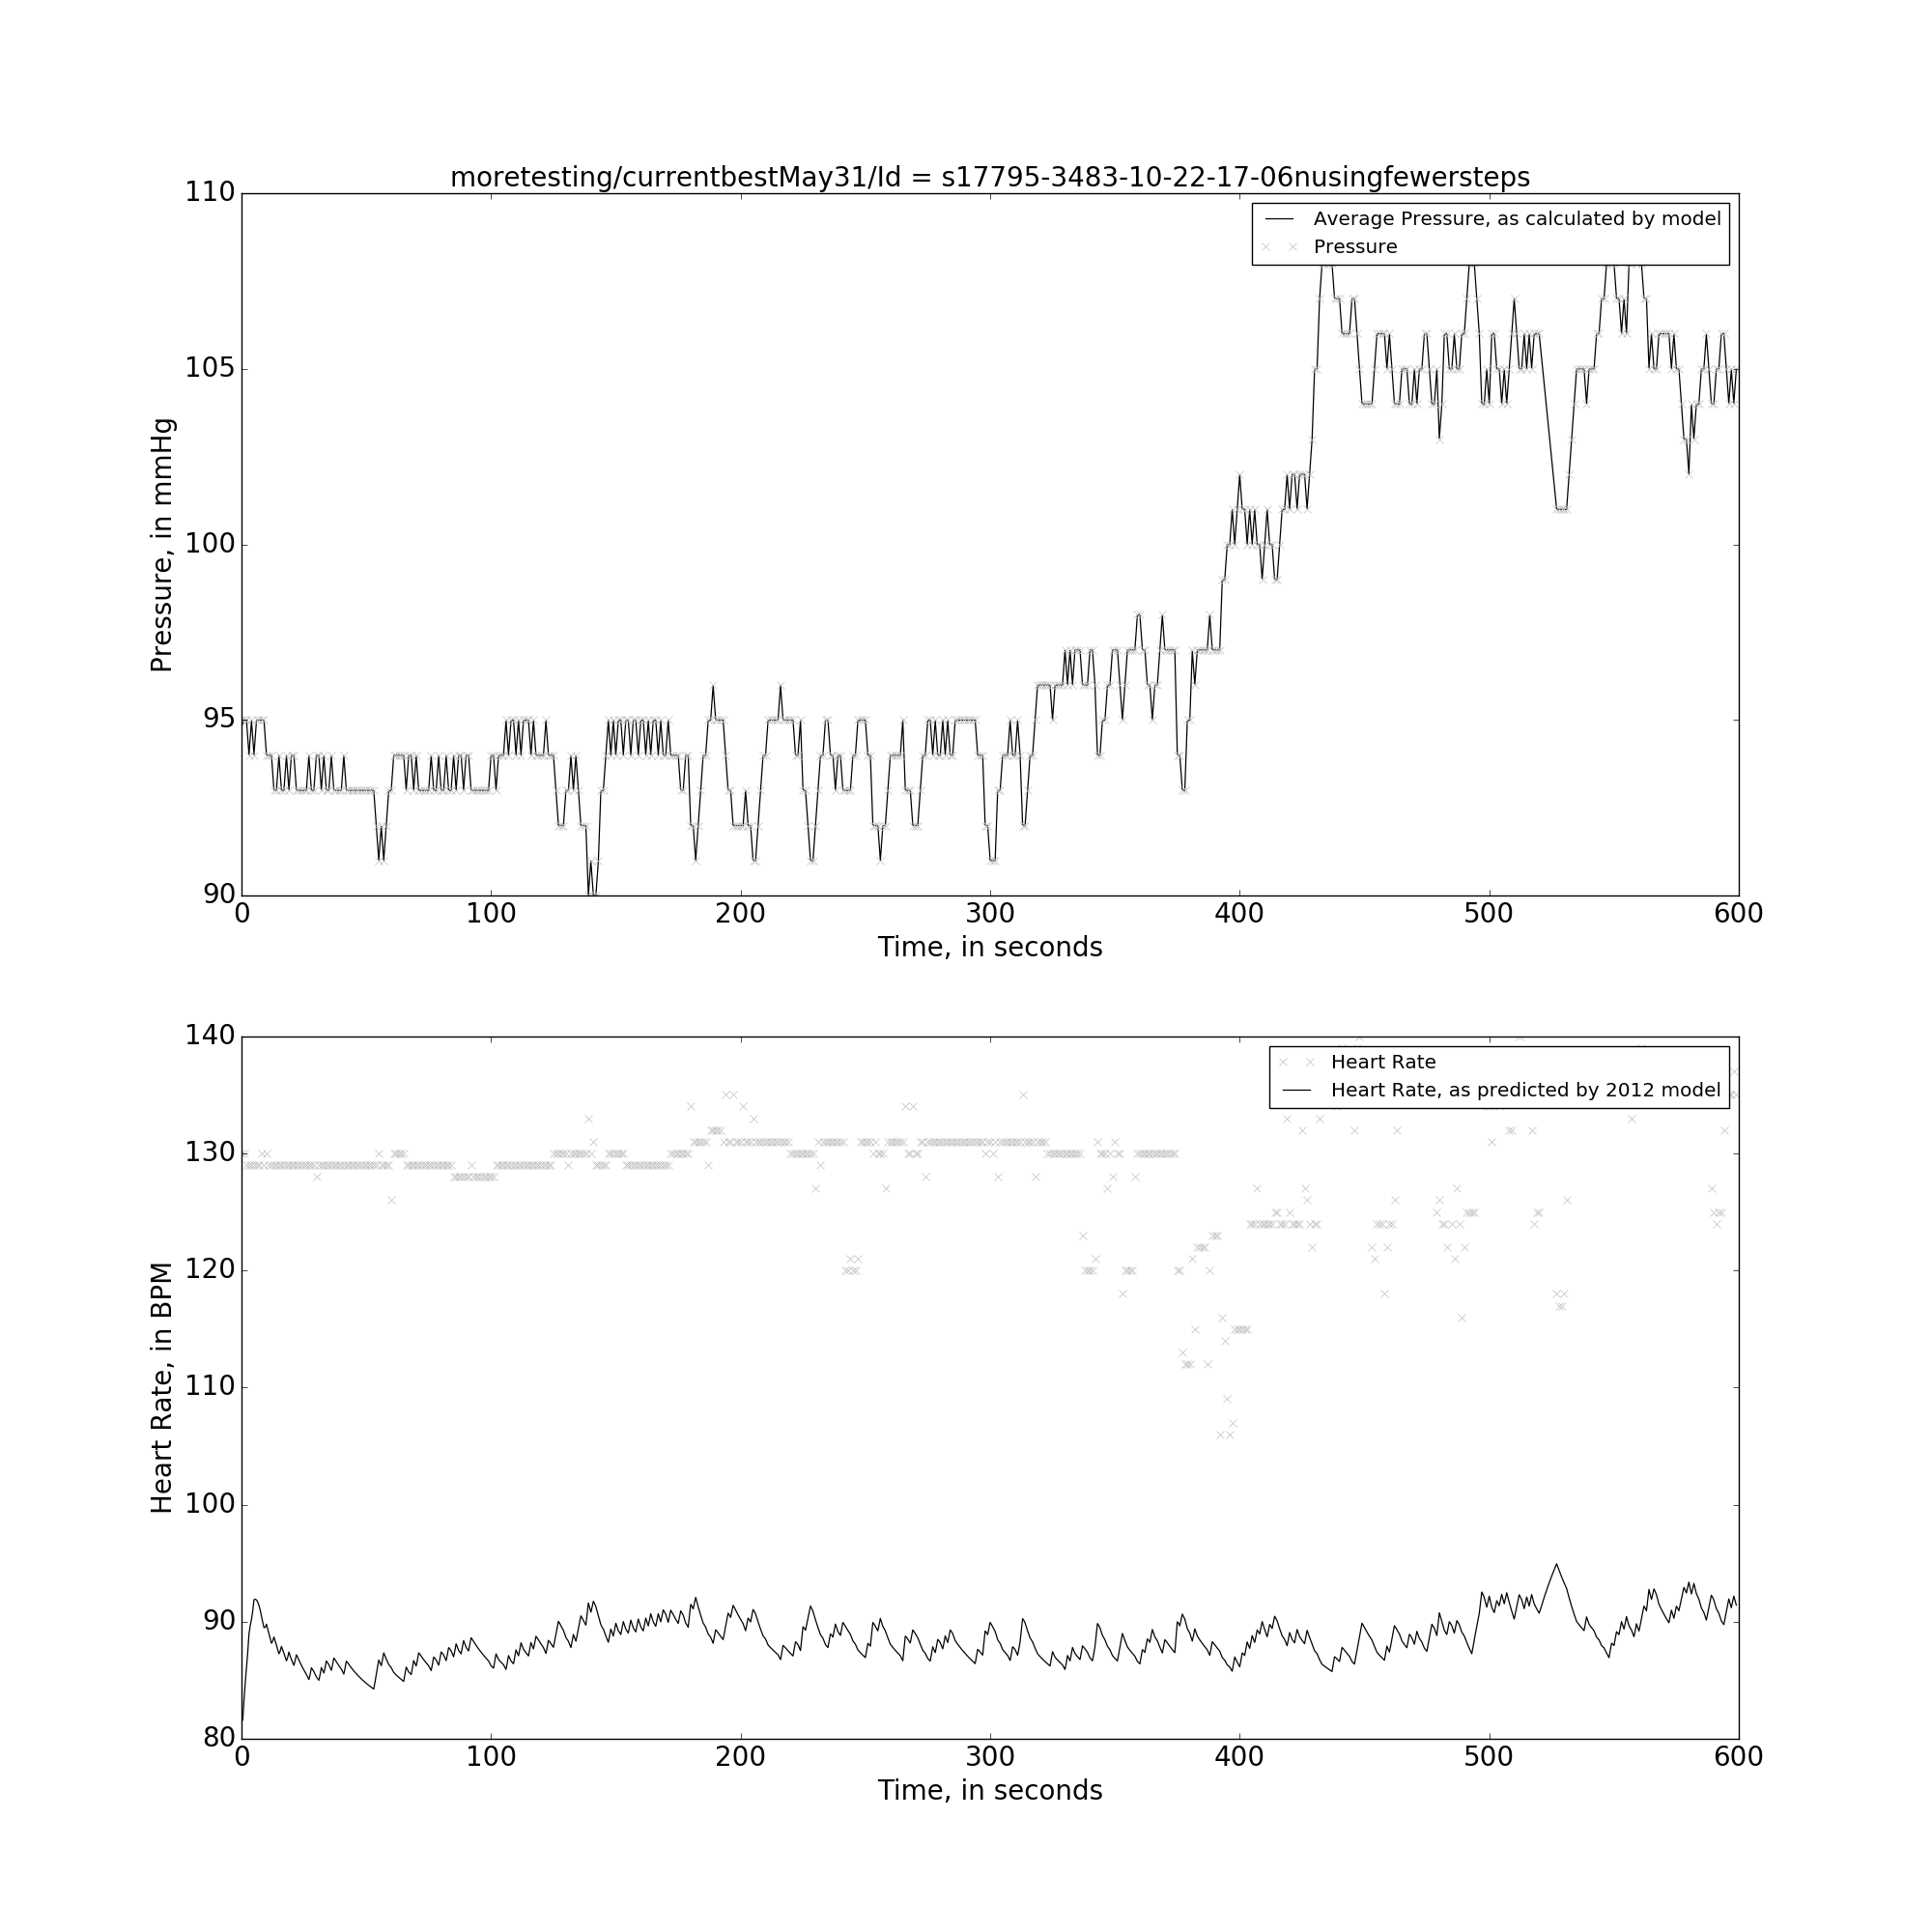 moretesting/currentbestMay31/Id = s17795-3483-10-22-17-06nusingfewersteps
110
105
100
95
90
Pressure, in mmHg
Average Pressure, as calculated by model
Pressure
0 100 200 300 400 500 600
Time, in seconds
140
130
120
110
100
90
80
Heart Rate, in BPM
Heart Rate
Heart Rate, as predicted by 2012 model
0 100 200 300 400 500 600
Time, in seconds